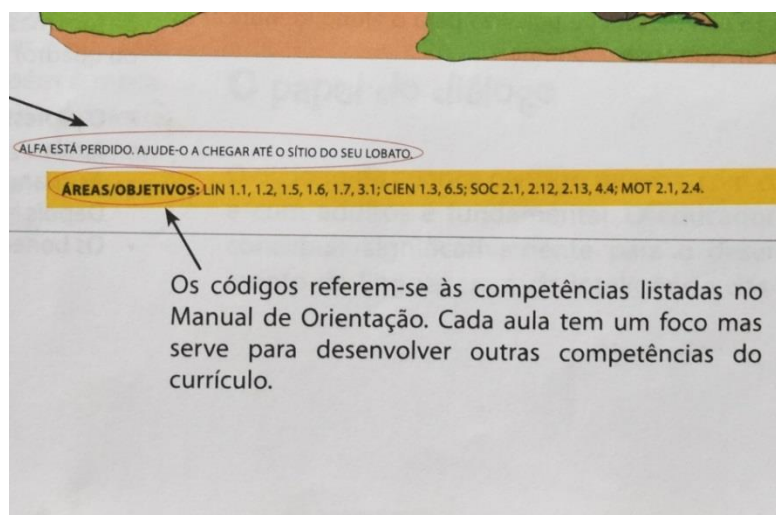 ALFA ESTÁ PERDIDO. AJUDE-O A CHEGAR ATÉ O SÍTIO DO SEU LOBATO.
ÁREAS/OBJETIVOS: LIN 1.1, 1.2, 1.5, 1.6, 1.7, 3.1; CIEN 1.3, 6.5; SOC 2.1, 2.12, 2.13, 4.4; MOT 2.1, 2.4.
Os códigos referem-se às competências listadas no
Manual de Orientação. Cada aula tem um foco mas
serve para desenvolver outras competências do
currículo.